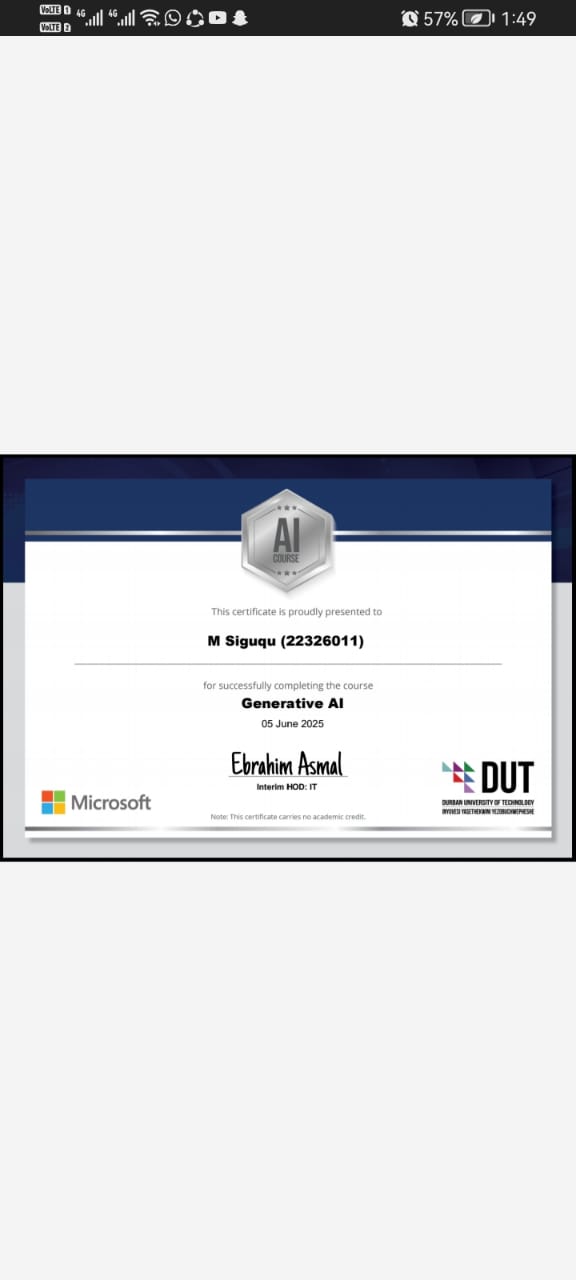 VoLTE 1
VoLTE 2
4G 4G 57% 1:49
AI
COURSE
This certificate is proudly presented to
M Siguqu (22326011)
for successfully completing the course
Generative AI
05 June 2025
Ebrahim Asmal
Interim HOD: IT
Microsoft
DUT
DURBAN UNIVERSITY OF TECHNOLOGY
INYUVESI YASETHEKWINI YEZOBUCHWEPHESHE
Note: This certificate carries no academic credit.